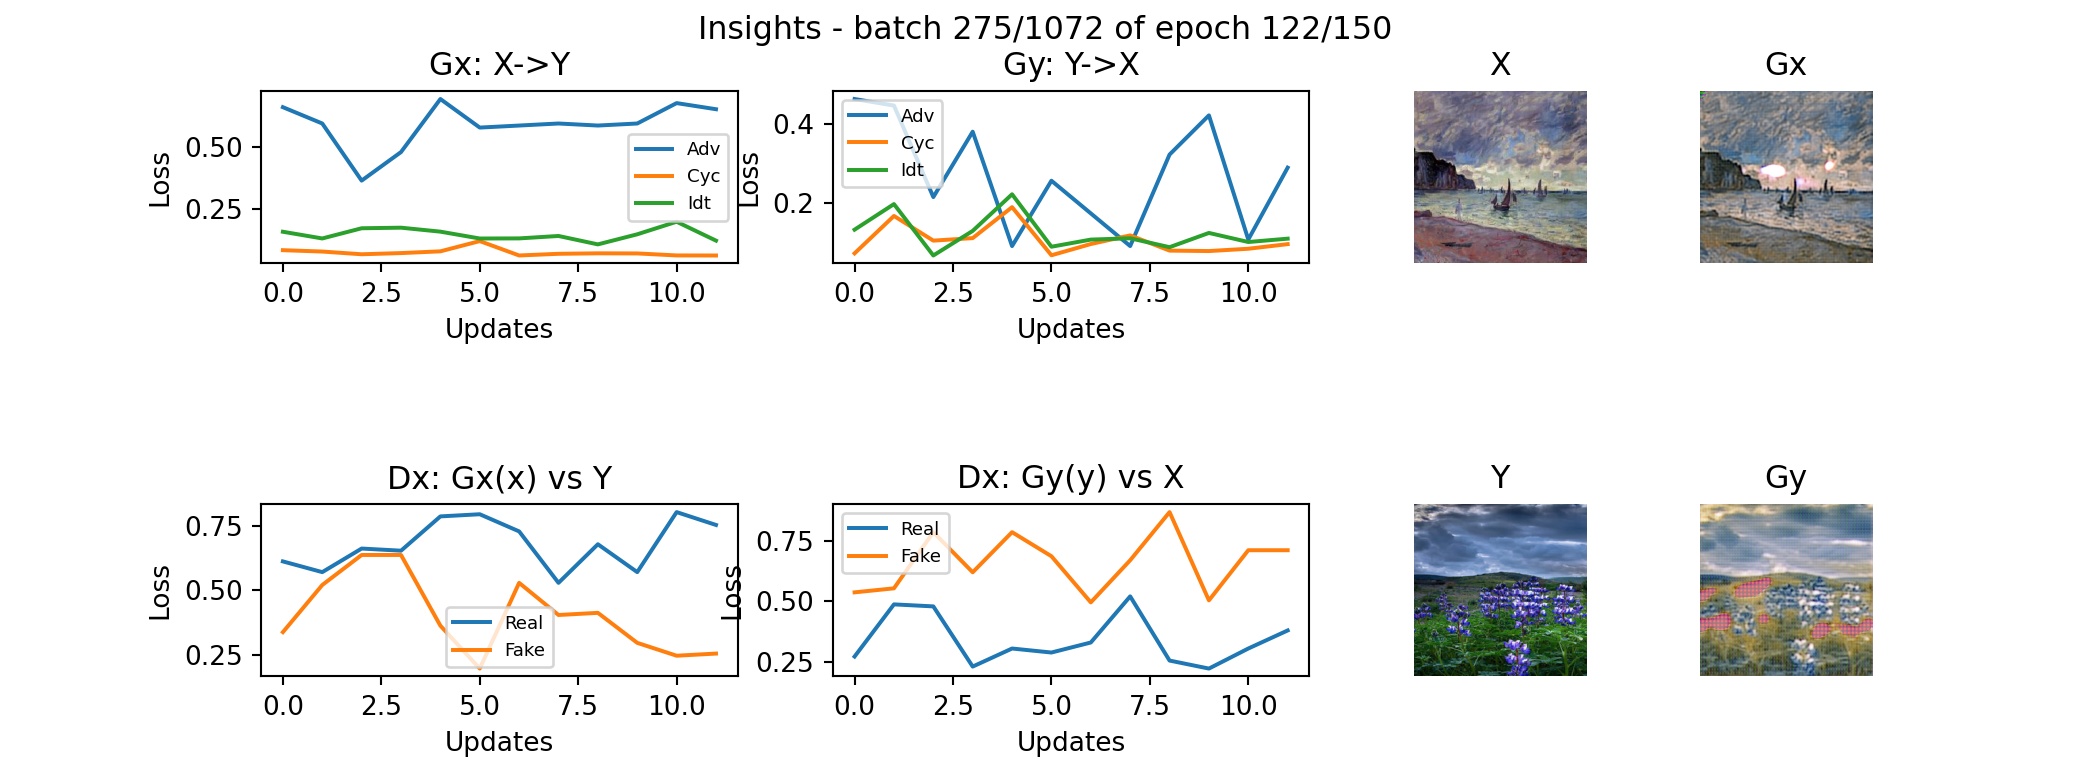 Insights - batch 275/1072 of epoch 122/150
Gx: X->Y
Loss
0.50
0.25
Adv
Cyc
Idt
0.0 2.5 5.0 7.5 10.0
Updates
Gy: Y->X
Loss
0.4
0.2
Adv
Cyc
Idt
0.0 2.5 5.0 7.5 10.0
Updates
X
Gx
Dx: Gx(x) vs Y
Loss
0.75
0.50
0.25
Real
Fake
0.0 2.5 5.0 7.5 10.0
Updates
Dx: Gy(y) vs X
Loss
0.75
0.50
0.25
Real
Fake
0.0 2.5 5.0 7.5 10.0
Updates
Y
Gy